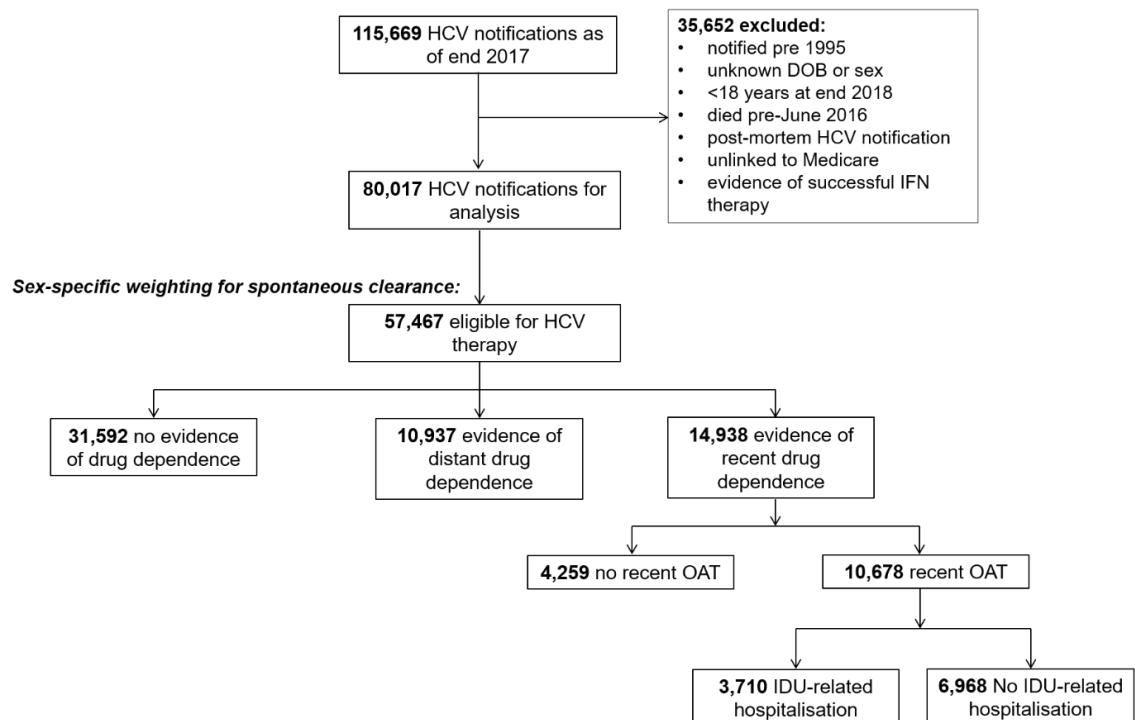 115,669 HCV notifications as
of end 2017
35,652 excluded:
• notified pre 1995
• unknown DOB or sex
• <18 years at end 2018
• died pre-June 2016
• post-mortem HCV notification
• unlinked to Medicare
• evidence of successful IFN
therapy
80,017 HCV notifications for
analysis
Sex-specific weighting for spontaneous clearance:
57,467 eligible for HCV
therapy
31,592 no evidence
of drug dependence
10,937 evidence of
distant drug
dependence
14,938 evidence of
recent drug
dependence
4,259 no recent OAT
10,678 recent OAT
3,710 IDU-related
hospitalisation
6,968 No IDU-related
hospitalisation